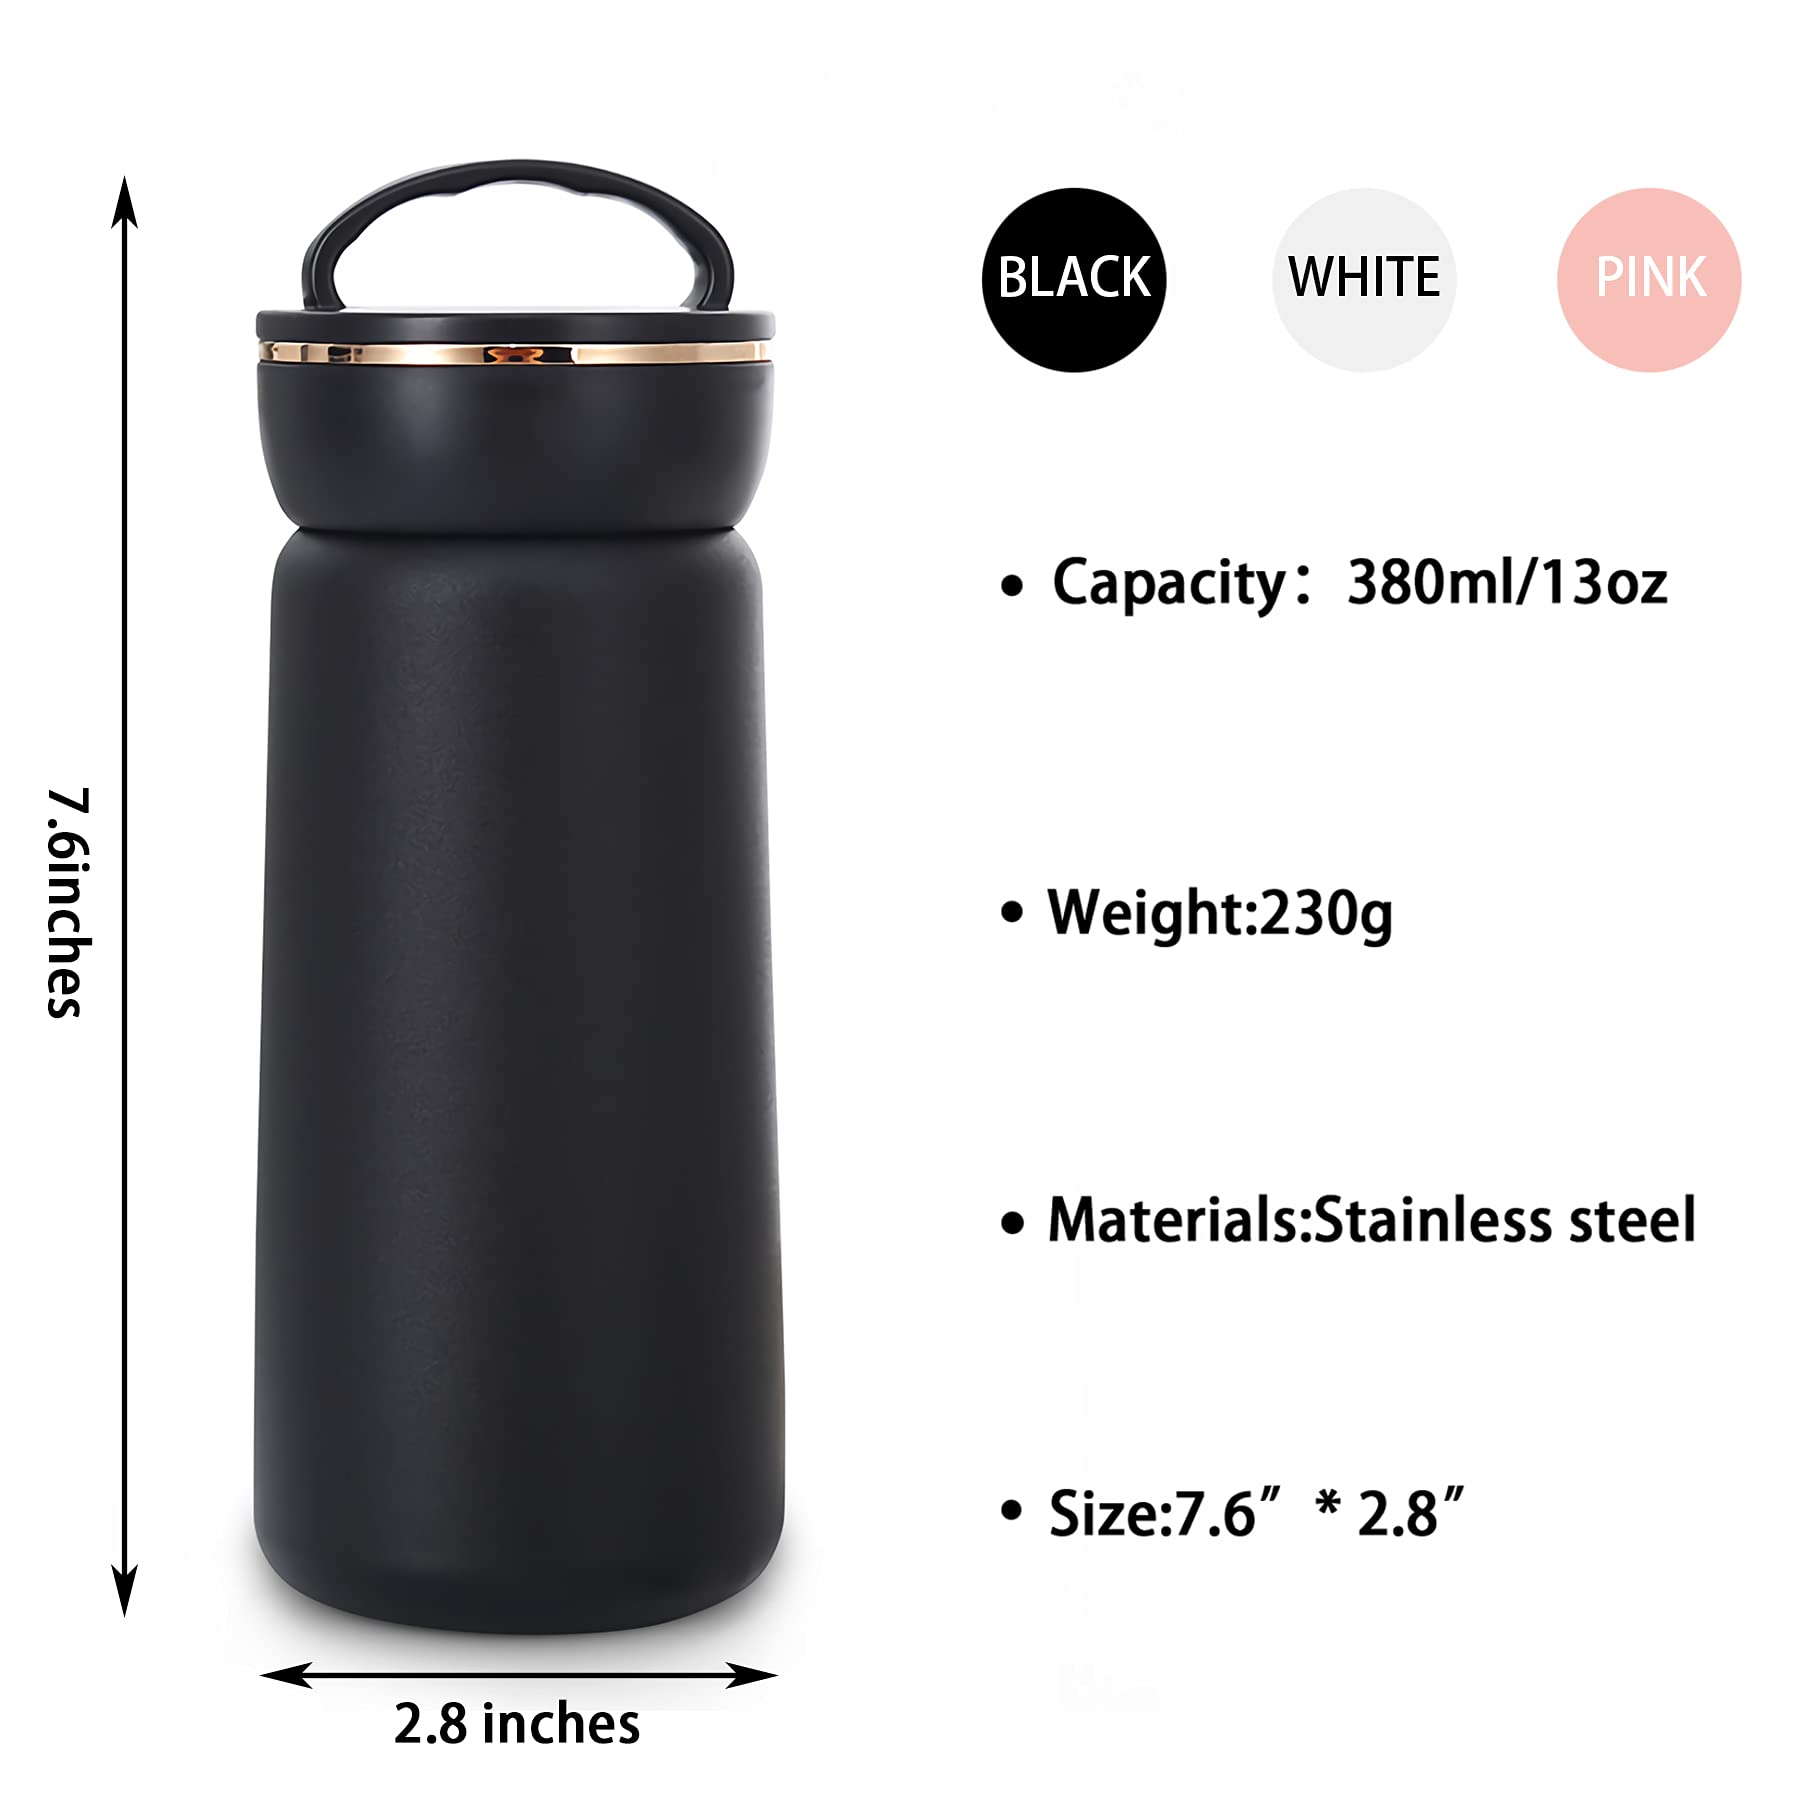 BLACK WHITE PINK
• Capacity：380ml/13oz
• Weight:230g
• Materials:Stainless steel
• Size:7.6" * 2.8"
7.6inches
2.8 inches